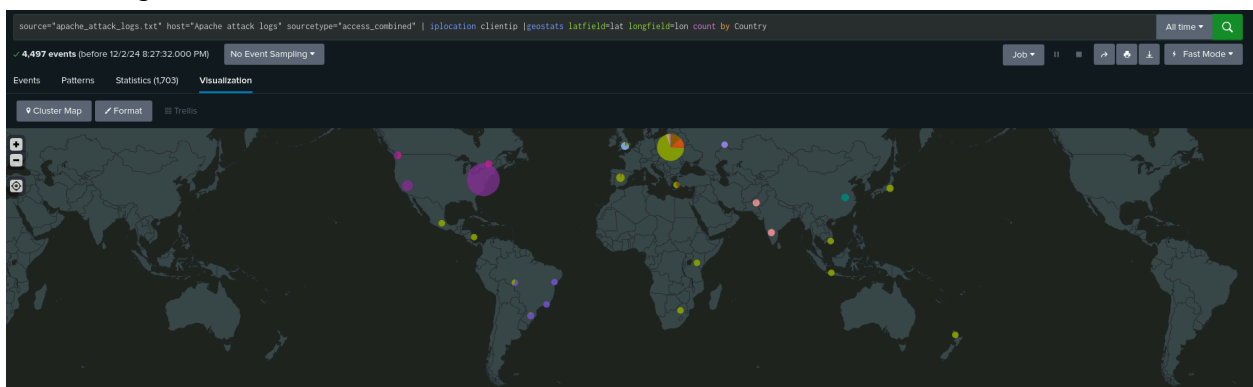 source="apache_attack_logs.txt" host="Apache attack logs" sourcetype="access_combined" | iplocation clientip |geostats latfield=lat longfield=lon count by Country
All time
4,497 events (before 12/2/24 8:27:32.000 PM)
No Event Sampling
Job
Fast Mode
Events
Patterns
Statistics (1,703)
Visualization
Cluster Map
Format
Trellis